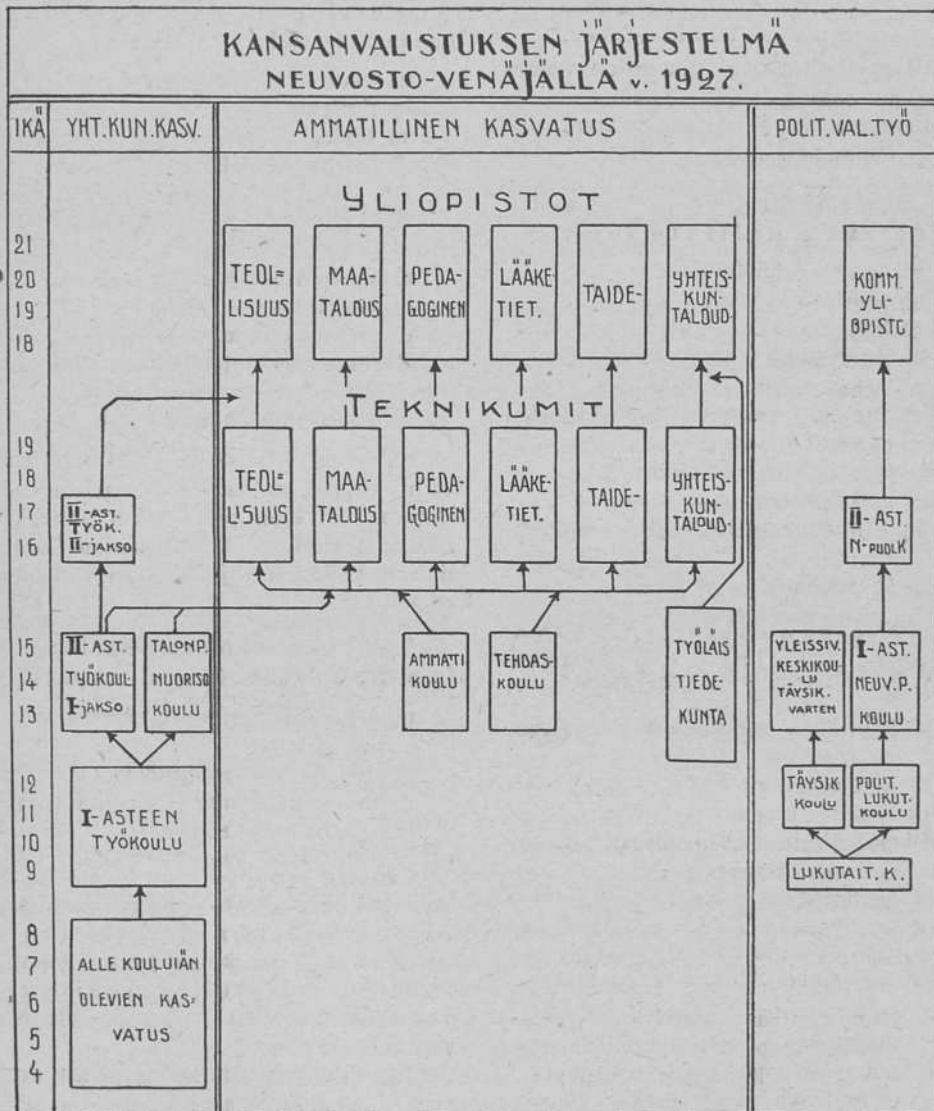 KANSANVALISTUKSEN JÄRJESTELMÄ
NEUVOSTO-VENÄJÄLLÄ v. 1927.
IKÄ YHT.KUN.KASV. AMMATILLINEN KASVATUS POLIT.VAL.TYÖ
YLIOPISTOT
21
20
19
18
TEOL=
LISUUS
MAA-
TALOUS
PEDA-
GOGINEN
LÄÄKE
TIET.
TAIDE-
YHTEIS-
KUN-
TALOUD-
KOMM.
YLI-
OPISTO
TEKNIKUMIT
19
18
17
16
II-AST.
TYÖK.
II-jAKSO
TEOL=
LISUUS
MAA-
TALOUS
PEDA-
GOGINEN
LÄÄKE-
TIET.
TAIDE-
YHTEIS-
KUN-
TALOUD-
II-AST.
N-PUOLK
15
14
13
II-AST.
TYÖKOUL
I-jAKSO
TALONP.
NUORISO
KOULU
AMMATTI
KOULU
TEHDAS-
KOULU
TYÖLÄIS
TIEDE-
KUNTA
YLEISSIV.
KESKIKOU-
LU
TÄYSIK.
VARTEN
I-AST.
NEUV.P.
KOULU
12
11
10
9
I-ASTEEN
TYÖKOULU
TÄYSIK
KOULU
POLIT.
LUKUT-
KOULU
LUKUTAIT. K.
8
7
6
5
4
ALLE KOULUIÄN
OLEVIEN KAS=
VATUS